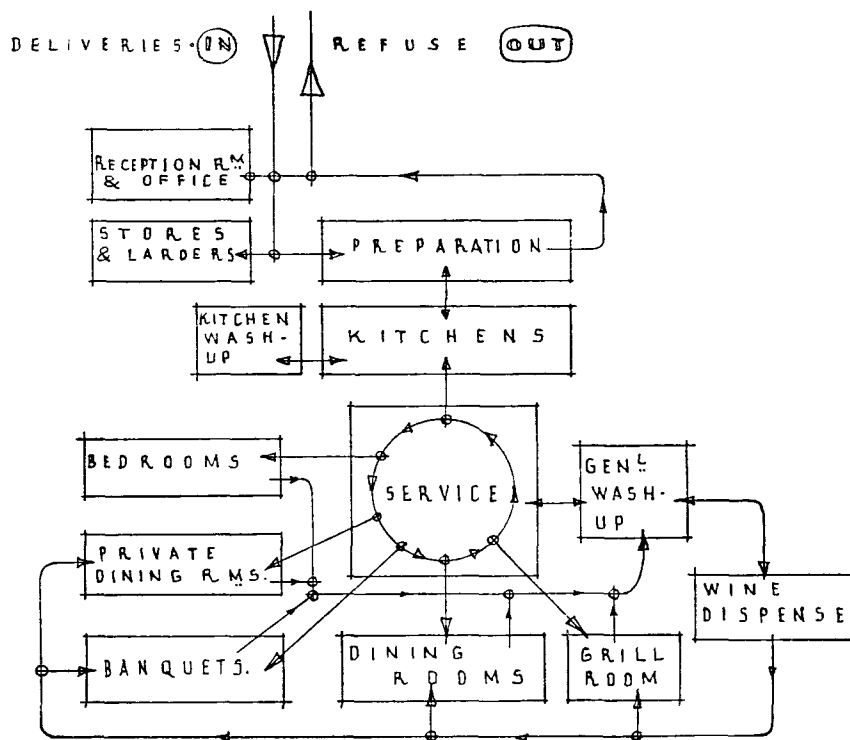 DELIVERIES. IN REFUSE OUT
RECEPTION RM
& OFFICE
STORES
& LARDERS
PREPARATION
KITCHEN
WASH-
UP
KITCHENS
BEDROOMS
SERVICE
GENL
WASH-
UP
PRIVATE
DINING RMS.
WINE
DISPENSE
BANQUETS.
DINING
ROOMS
GRILL
ROOM